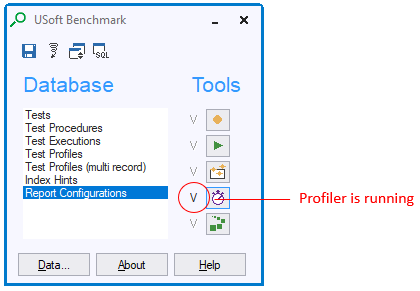 USoft Benchmark
SQL
Database Tools
Tests
Test Procedures
Test Executions
Test Profiles
Test Profiles (multi record)
Index Hints
Report Configurations
V
V
V
V
V
Profiler is running
Data...
About
Help